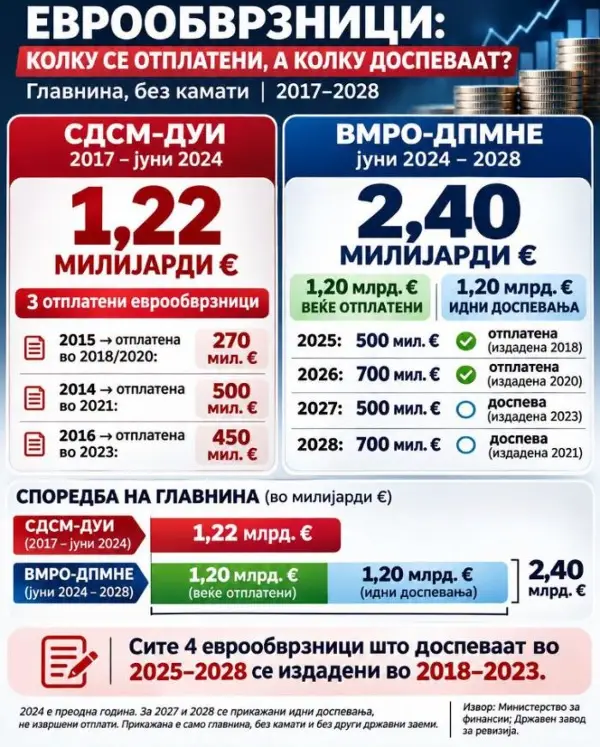 ЕВРООБВРЗНИЦИ:
КОЛКУ СЕ ОТПЛАТЕНИ, А КОЛКУ ДОСПЕВААТ?
Главнина, без камати | 2017–2028
СДСМ-ДУИ
2017 – јуни 2024
1,22
МИЛИЈАРДИ €
3 отплатени еврообврзници
2015 → отплатена
во 2018/2020:
270
мил. €
2014 → отплатена
во 2021:
500
мил. €
2016 → отплатена
во 2023:
450
мил. €
ВМРО-ДПМНЕ
јуни 2024 – 2028
2,40
МИЛИЈАРДИ €
1,20 млрд. €
ВЕЌЕ ОТПЛАТЕНИ
1,20 млрд. €
ИДНИ ДОСПЕВАЊА
2025: 500 мил. €
отплатена
(издадена 2018)
2026: 700 мил. €
отплатена
(издадена 2020)
2027: 500 мил. €
доспева
(издадена 2023)
2028: 700 мил. €
доспева
(издадена 2021)
СПОРЕДБА НА ГЛАВНИНА (во милијарди €)
СДСМ-ДУИ
(2017 – јуни 2024)
1,22 млрд. €
ВМРО-ДПМНЕ
(јуни 2024 – 2028)
1,20 млрд. €
(веќе отплатени)
1,20 млрд. €
(идни доспевања)
2,40
млрд. €
Сите 4 еврообврзници што доспеваат во
2025–2028 се издадени во 2018–2023.
2024 е преодна година. За 2027 и 2028 се прикажани идни доспевања,
не извршени отплати. Прикажана е само главнина, без камати и без други државни заеми.
Извор: Министерство за
финансии; Државен завод
за ревизија.